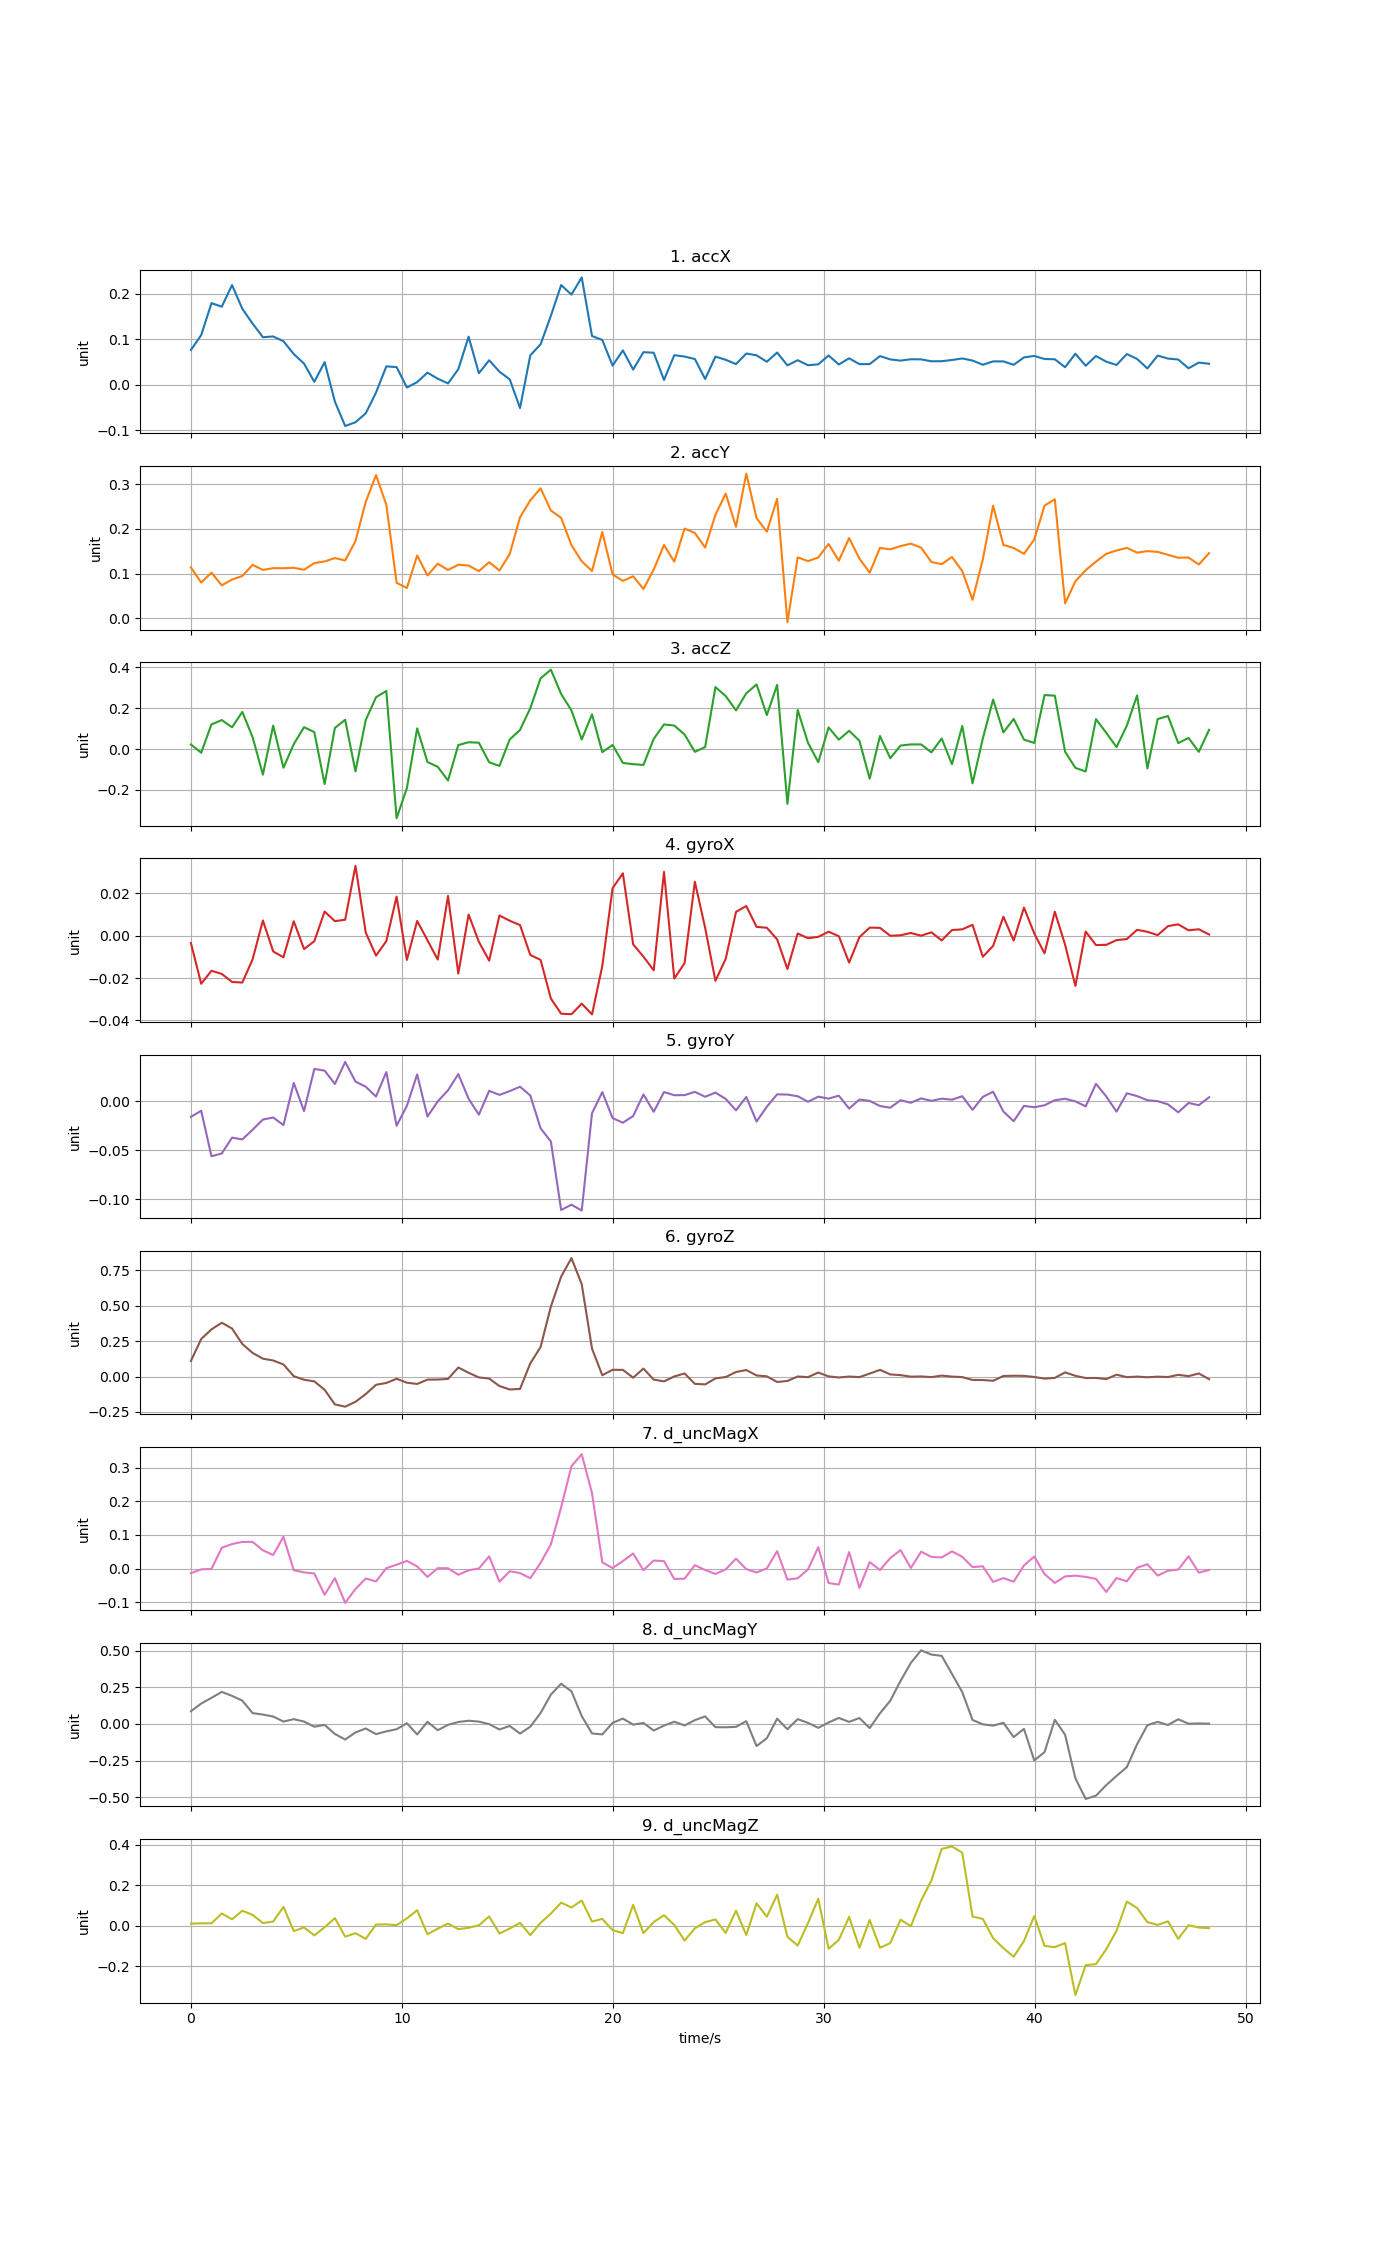 1. accX
0.2
0.1
0.0
−0.1
unit
2. accY
0.3
0.2
0.1
0.0
unit
3. accZ
0.4
0.2
0.0
−0.2
unit
4. gyroX
0.02
0.00
−0.02
−0.04
unit
5. gyroY
0.00
−0.05
−0.10
unit
6. gyroZ
0.75
0.50
0.25
0.00
−0.25
unit
7. d_uncMagX
0.3
0.2
0.1
0.0
−0.1
unit
8. d_uncMagY
0.50
0.25
0.00
−0.25
−0.50
unit
9. d_uncMagZ
0.4
0.2
0.0
−0.2
unit
0 10 20 30 40 50
time/s